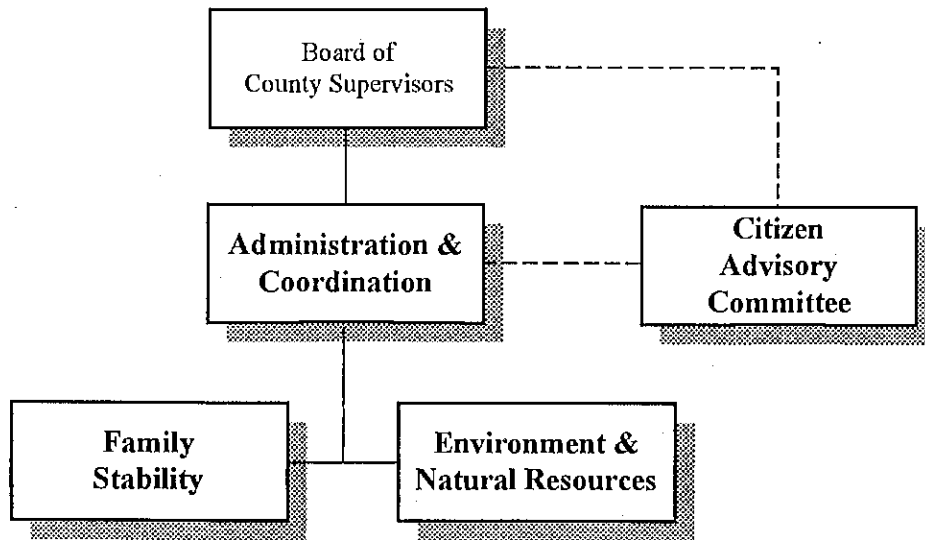 Board of
County Supervisors
Administration &
Coordination
Citizen
Advisory
Committee
Family
Stability
Environment &
Natural Resources